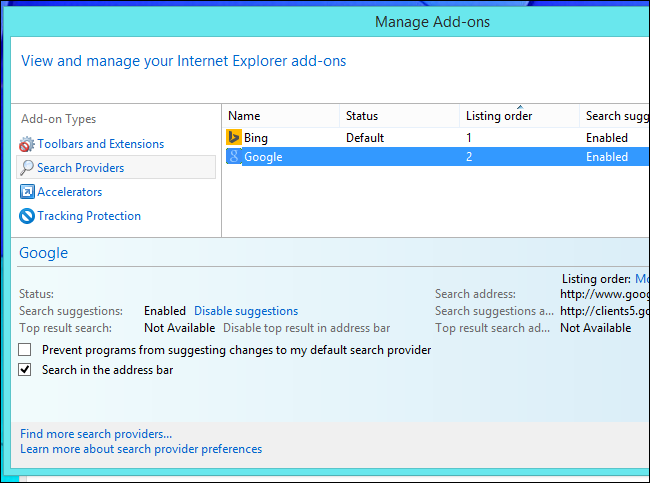 Manage Add-ons
View and manage your Internet Explorer add-ons
Add-on Types
Toolbars and Extensions
Search Providers
Accelerators
Tracking Protection
Name Status Listing order Search sugg
Bing Default 1 Enabled
Google 2 Enabled
Google
Listing order: Mo
Status:
Search suggestions: Enabled Disable suggestions
Top result search: Not Available Disable top result in address bar
Search address: http://www.goog
Search suggestions a... http://clients5.go
Top result search ad... Not Available
Prevent programs from suggesting changes to my default search provider
Search in the address bar
Find more search providers...
Learn more about search provider preferences